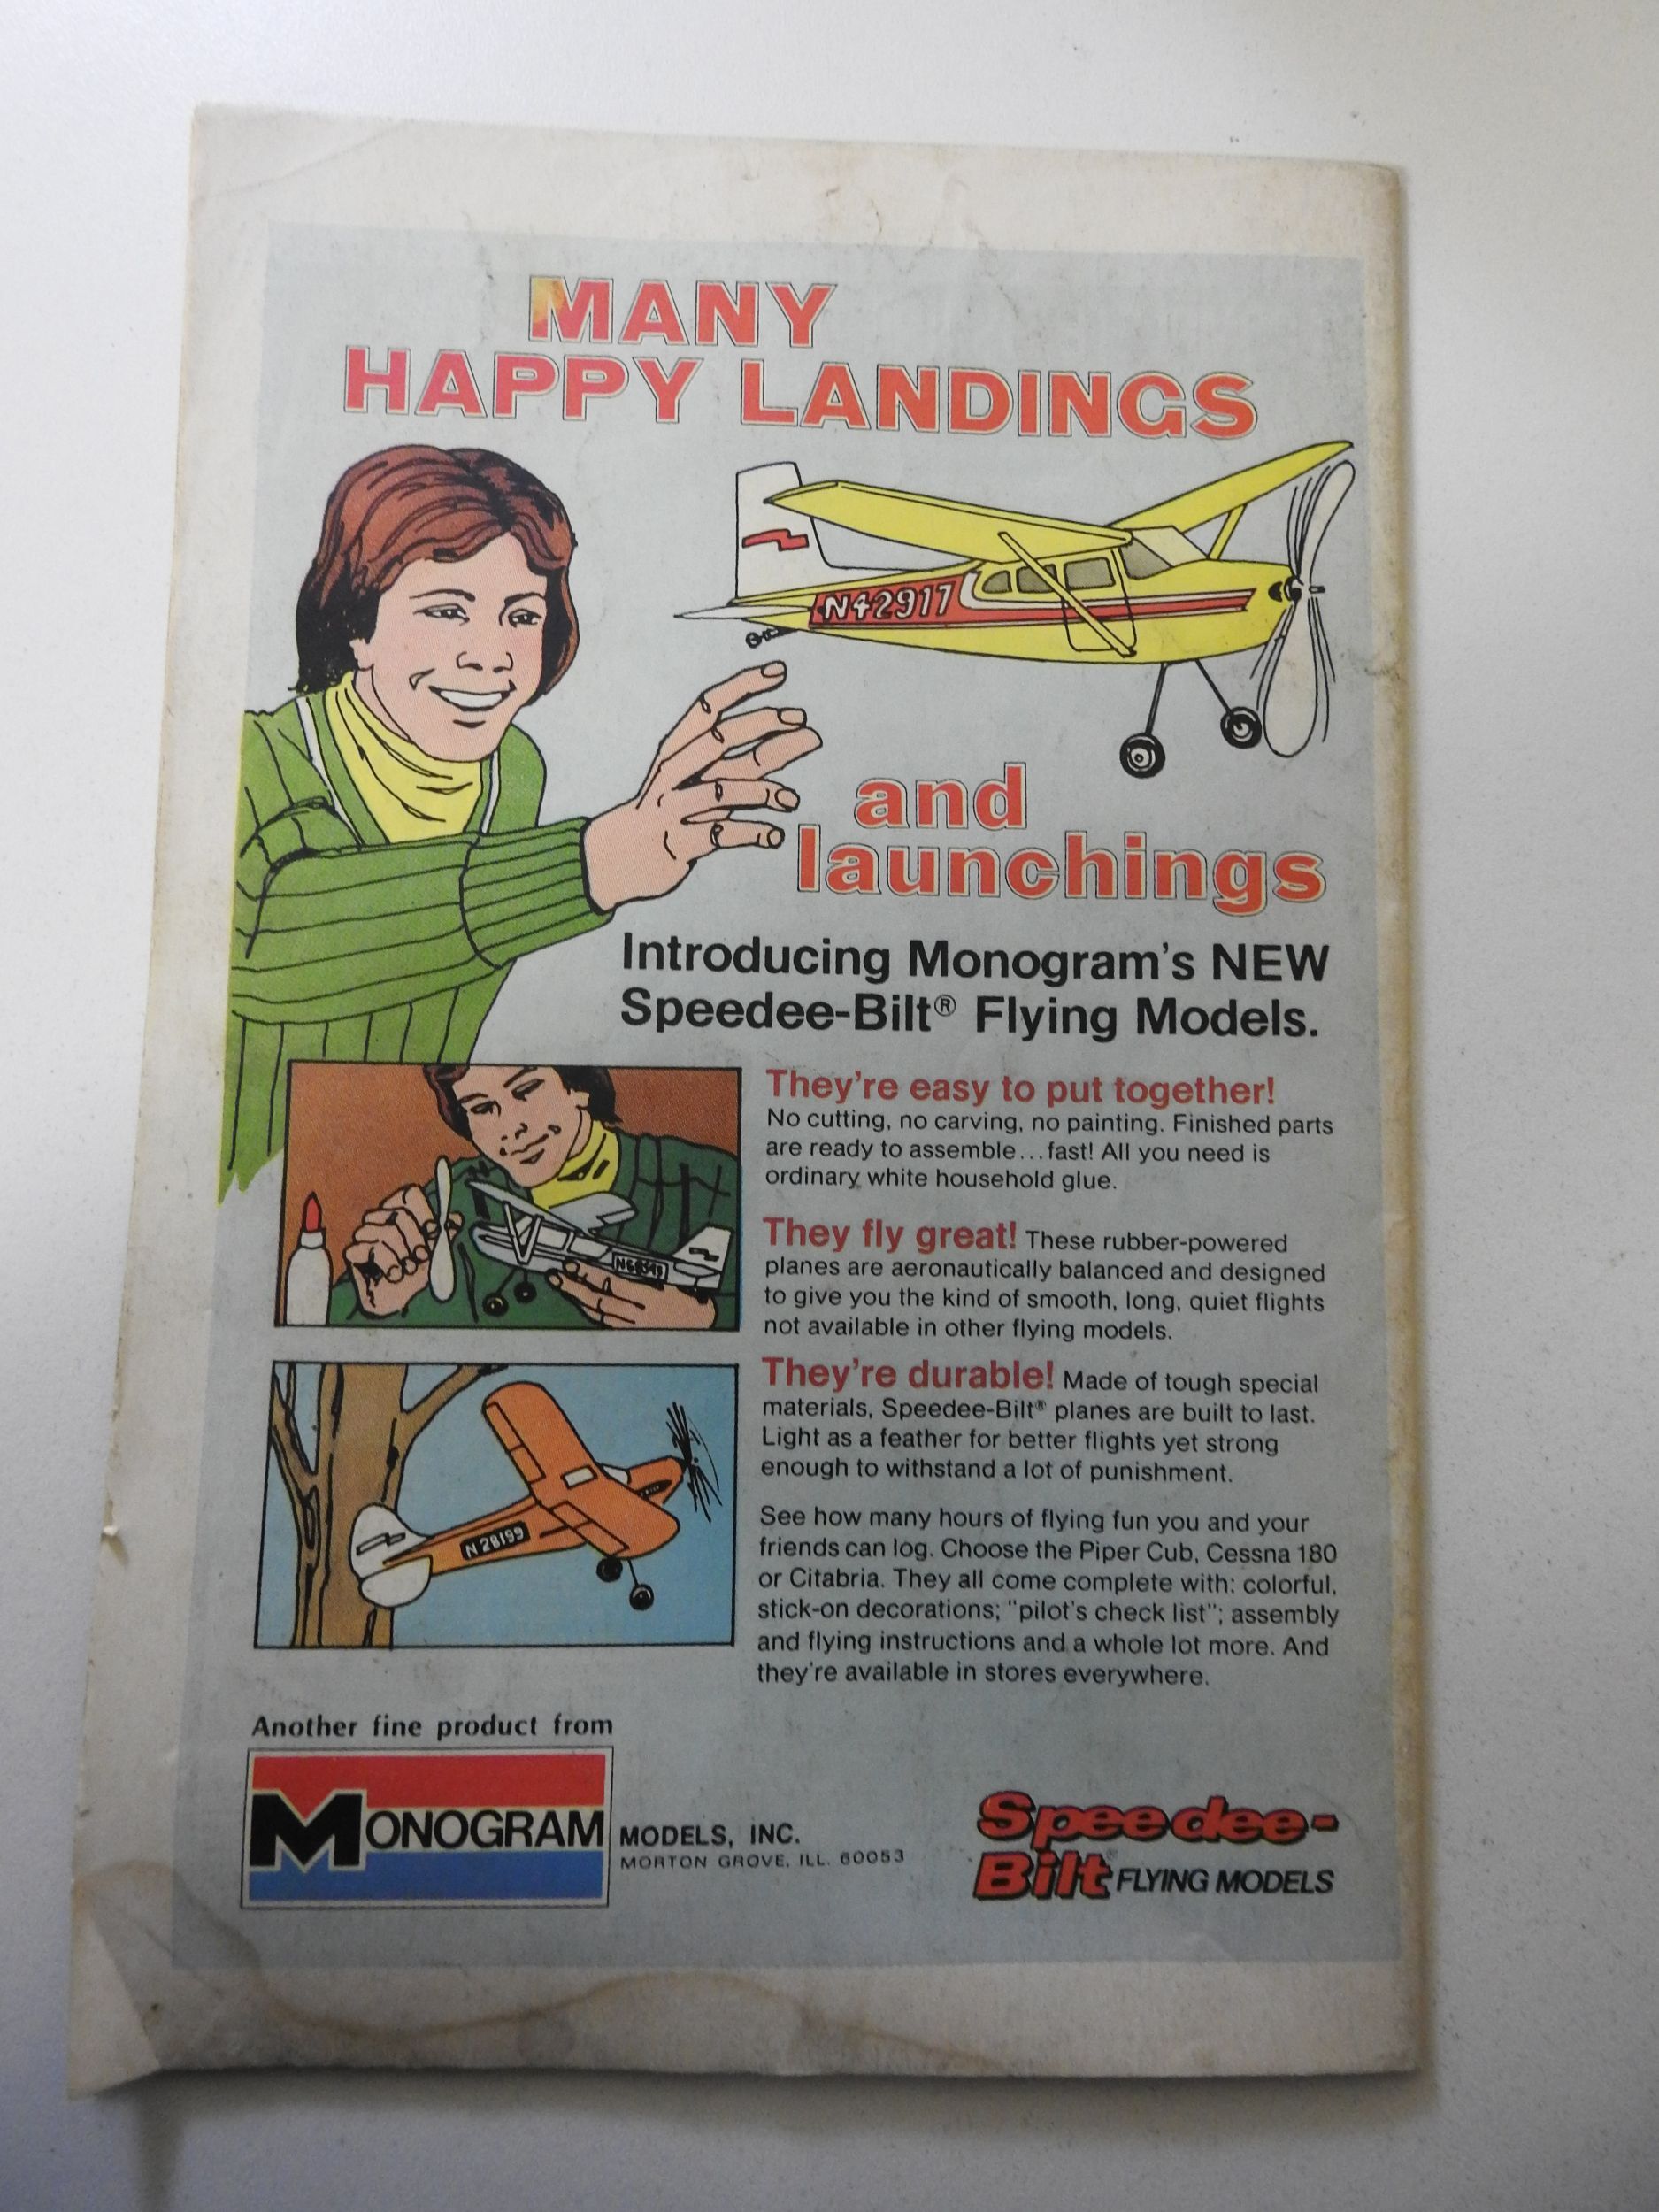 MANY
HAPPY LANDINGS
N42917
and
launchings
Introducing Monogram's NEW
Speedee-Bilt® Flying Models.
They're easy to put together!
No cutting, no carving, no painting. Finished parts
are ready to assemble...fast! All you need is
ordinary white household glue.
They fly great! These rubber-powered
planes are aeronautically balanced and designed
to give you the kind of smooth, long, quiet flights
not available in other flying models.
They're durable! Made of tough special
materials, Speedee-Bilt® planes are built to last.
Light as a feather for better flights yet strong
enough to withstand a lot of punishment.
N28199
See how many hours of flying fun you and your
friends can log. Choose the Piper Cub, Cessna 180
or Citabria. They all come complete with: colorful,
stick-on decorations; "pilot's check list"; assembly
and flying instructions and a whole lot more. And
they're available in stores everywhere.
Another fine product from
MONOGRAM MODELS, INC.
MORTON GROVE, ILL. 60053
Speedee-
Bilt® FLYING MODELS